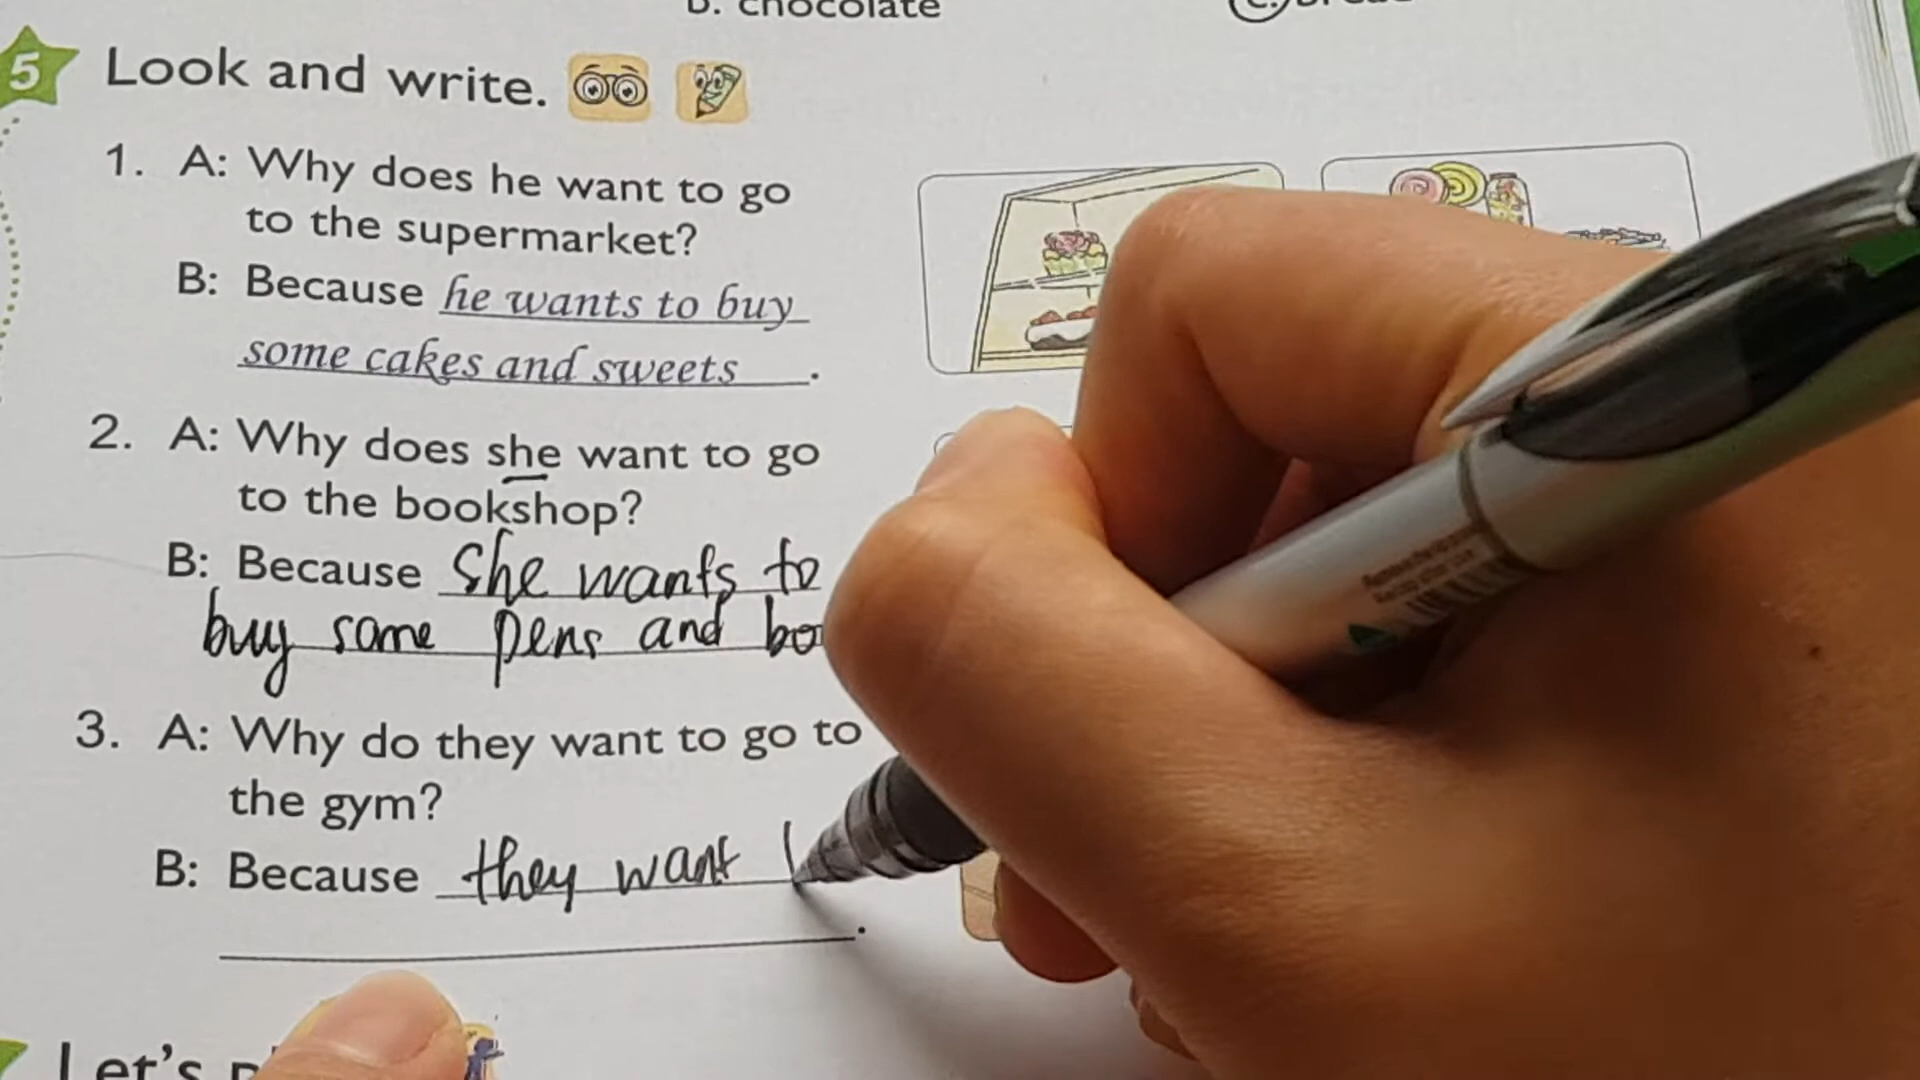 B. chocolate
5 Look and write.
1. A: Why does he want to go
to the supermarket?
B: Because he wants to buy
some cakes and sweets.
2. A: Why does she want to go
to the bookshop?
B: Because She wants to
buy some pens and
3. A: Why do they want to go to
the gym?
B: Because they want
Let's